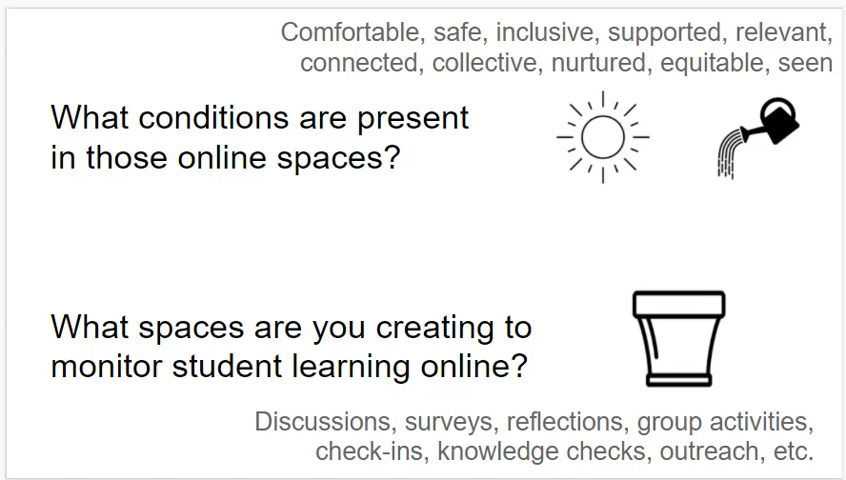 Comfortable, safe, inclusive, supported, relevant,
connected, collective, nurtured, equitable, seen
What conditions are present
in those online spaces?
What spaces are you creating to
monitor student learning online?
Discussions, surveys, reflections, group activities,
check-ins, knowledge checks, outreach, etc.